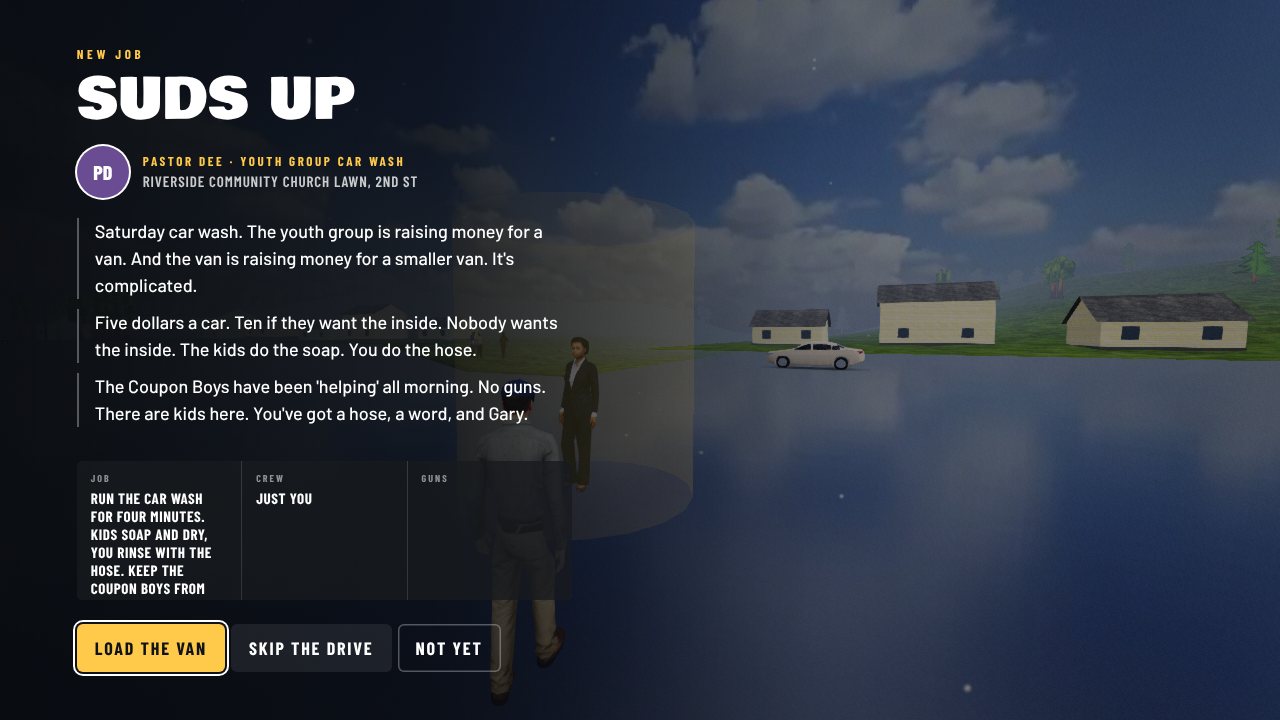 NEW JOB
SUDS UP
PD
PASTOR DEE · YOUTH GROUP CAR WASH
RIVERSIDE COMMUNITY CHURCH LAWN, 2ND ST
Saturday car wash. The youth group is raising money for a
van. And the van is raising money for a smaller van. It's
complicated.
Five dollars a car. Ten if they want the inside. Nobody wants
the inside. The kids do the soap. You do the hose.
The Coupon Boys have been 'helping' all morning. No guns.
There are kids here. You've got a hose, a word, and Gary.
JOB
RUN THE CAR WASH
FOR FOUR MINUTES.
KIDS SOAP AND DRY,
YOU RINSE WITH THE
HOSE. KEEP THE
COUPON BOYS FROM
CREW
JUST YOU
GUNS
LOAD THE VAN
SKIP THE DRIVE
NOT YET